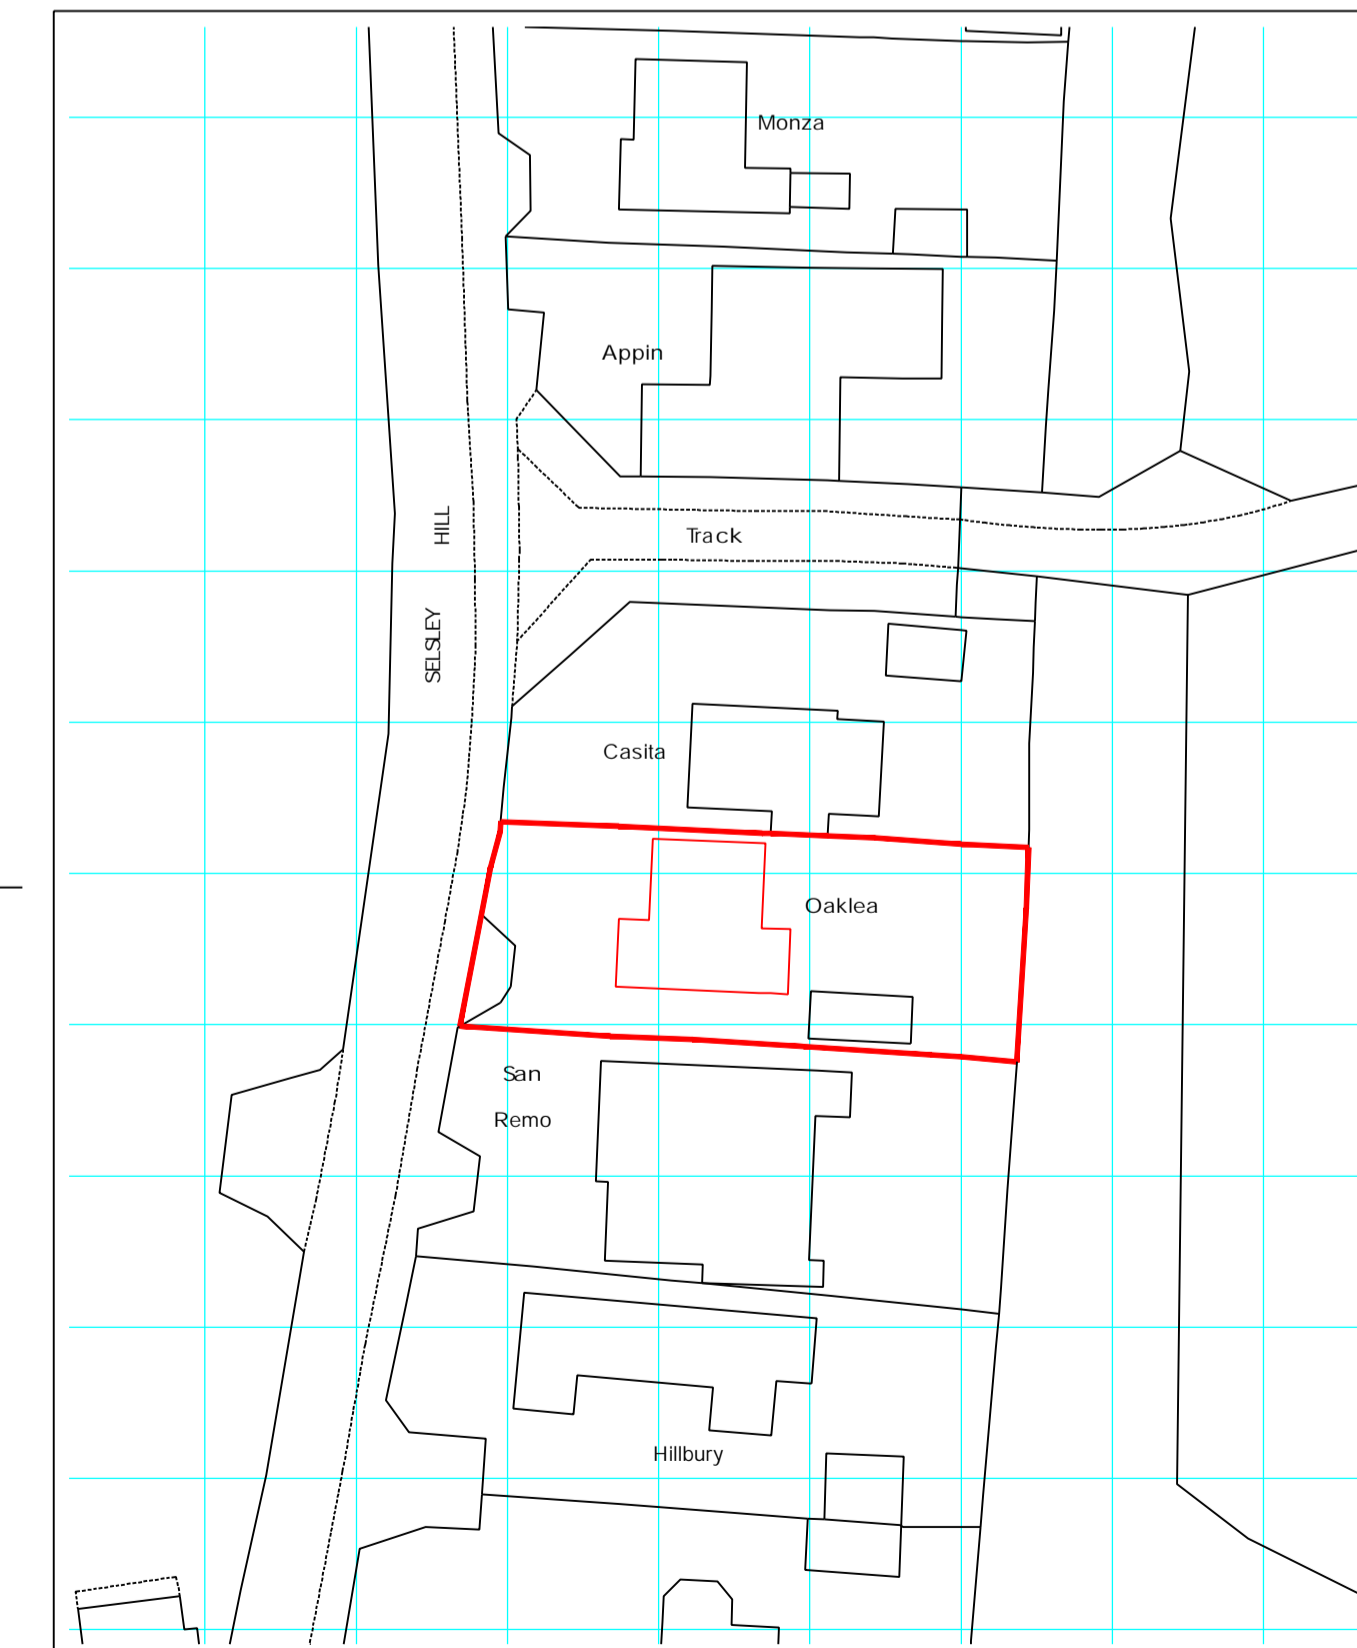 Monza
Appin
HILL
Track
SELSLEY
Casita
Oaklea
San
Remo
Hillbury